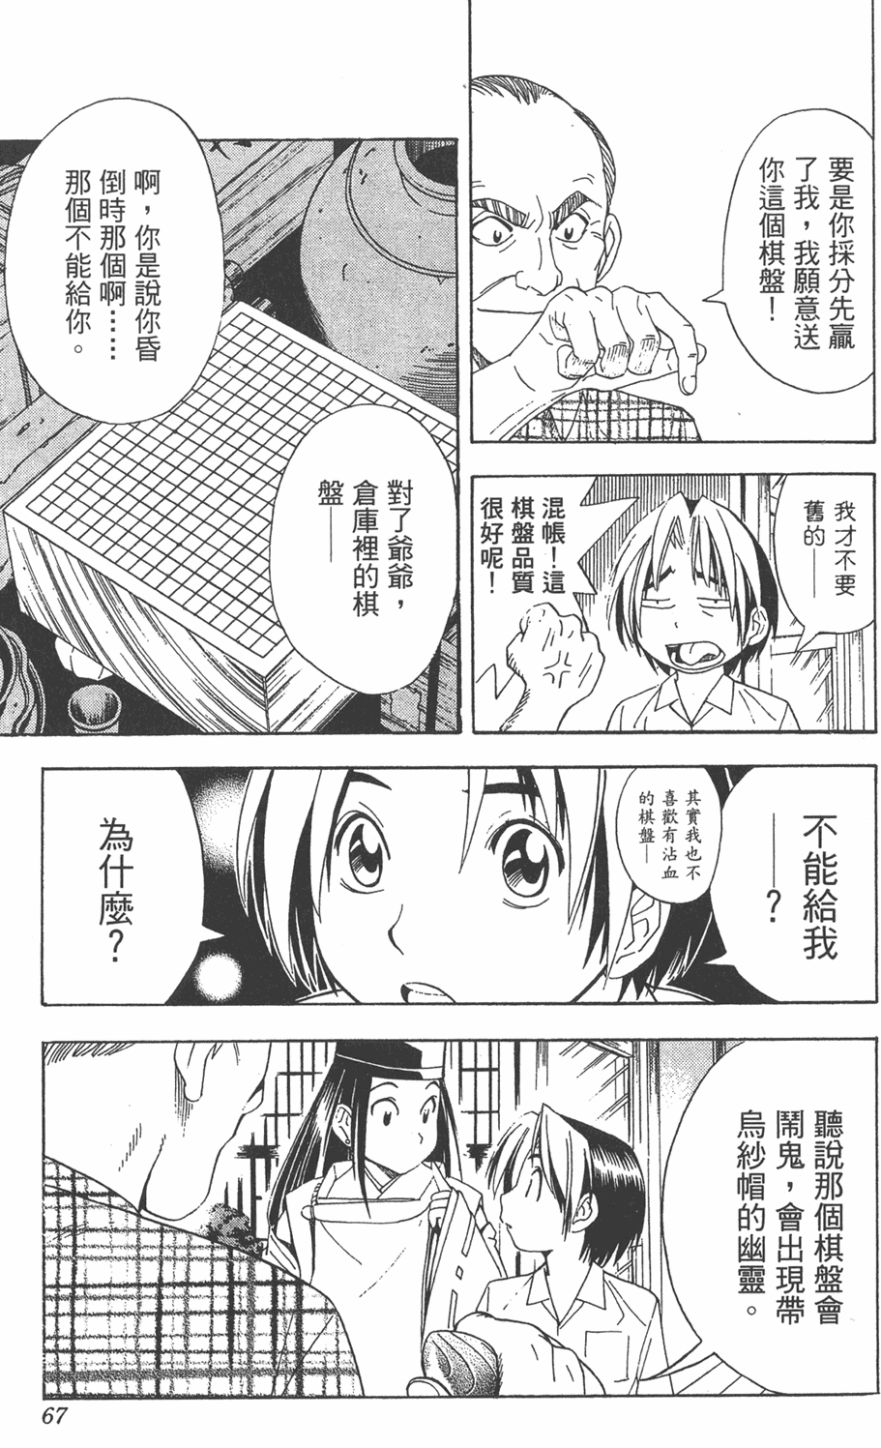 要是你採分先贏
了我，我願意送
你這個棋盤！
我才不要
舊的——
混帳！這
棋盤品質
很好呢！
對了爺爺，
倉庫裡的棋
盤——
啊，你是說你昏
倒時那個啊……
那個不能給你。
不能給我
——？
其實我也不
喜歡有沾血
的棋盤——
為什麼？
聽說那個棋盤會
鬧鬼，會出現帶
烏紗帽的幽靈。
67